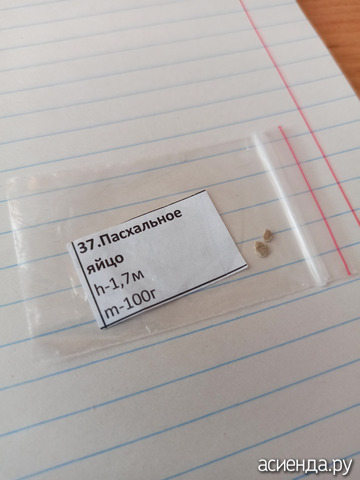 37.Пасхальное
яйцо
h-1,7м
m-100г
асиенда.ру